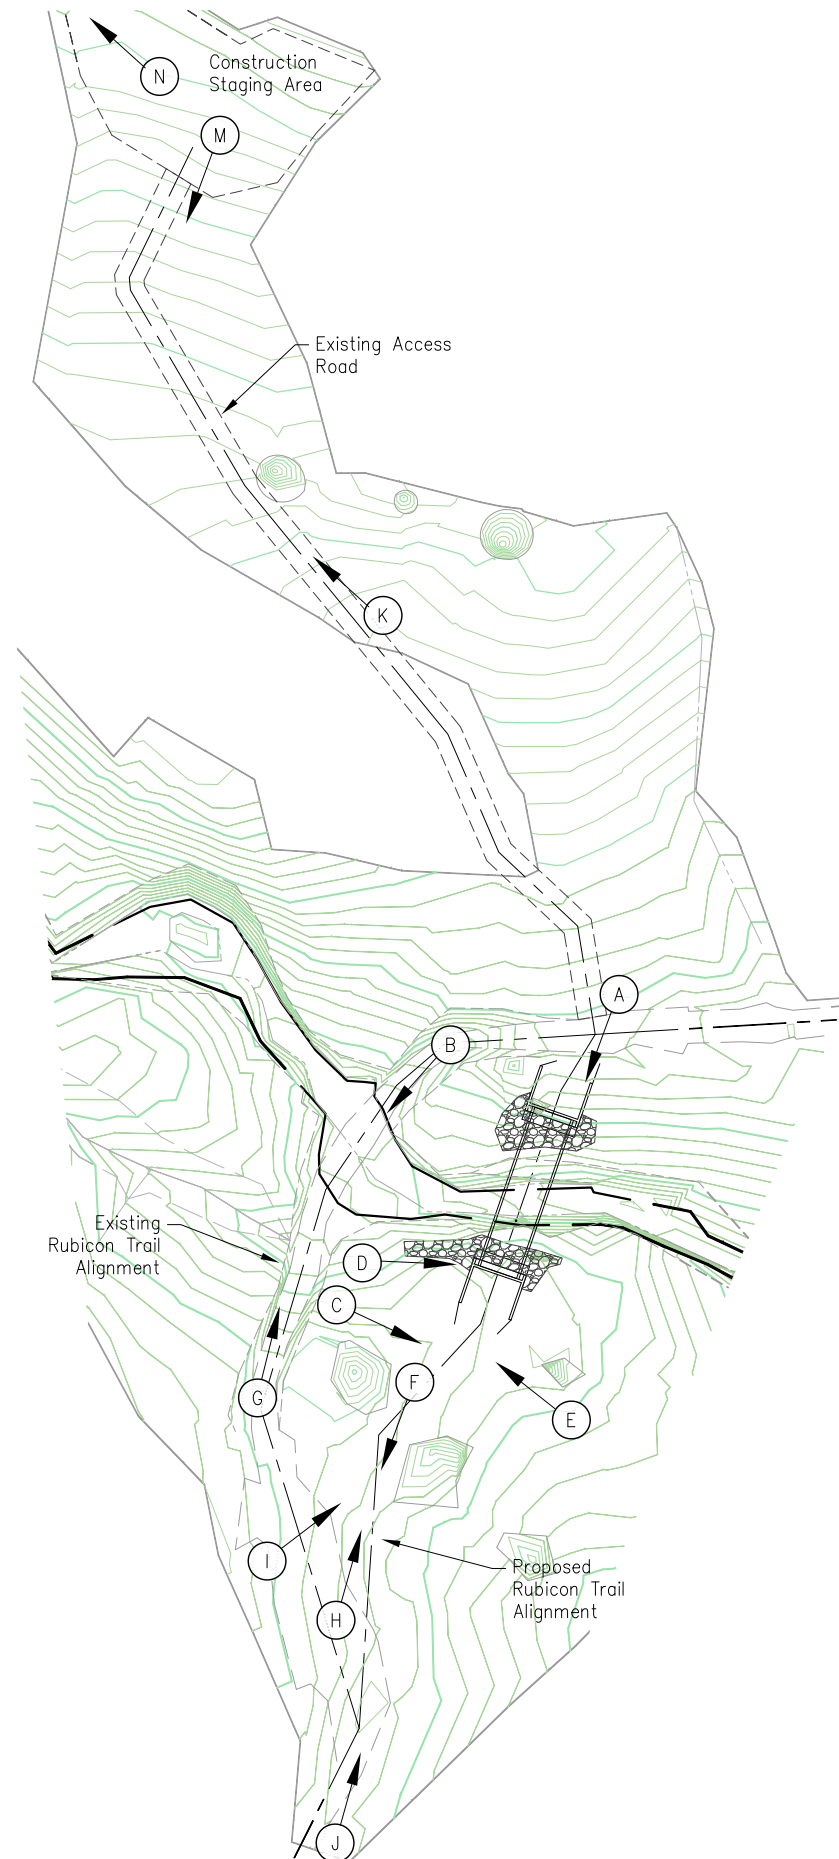 N
Construction
Staging Area
M
Existing Access
Road
K
A
B
Existing
Rubicon Trail
Alignment
D
C
F
G
E
I
Proposed
Rubicon Trail
Alignment
H
J